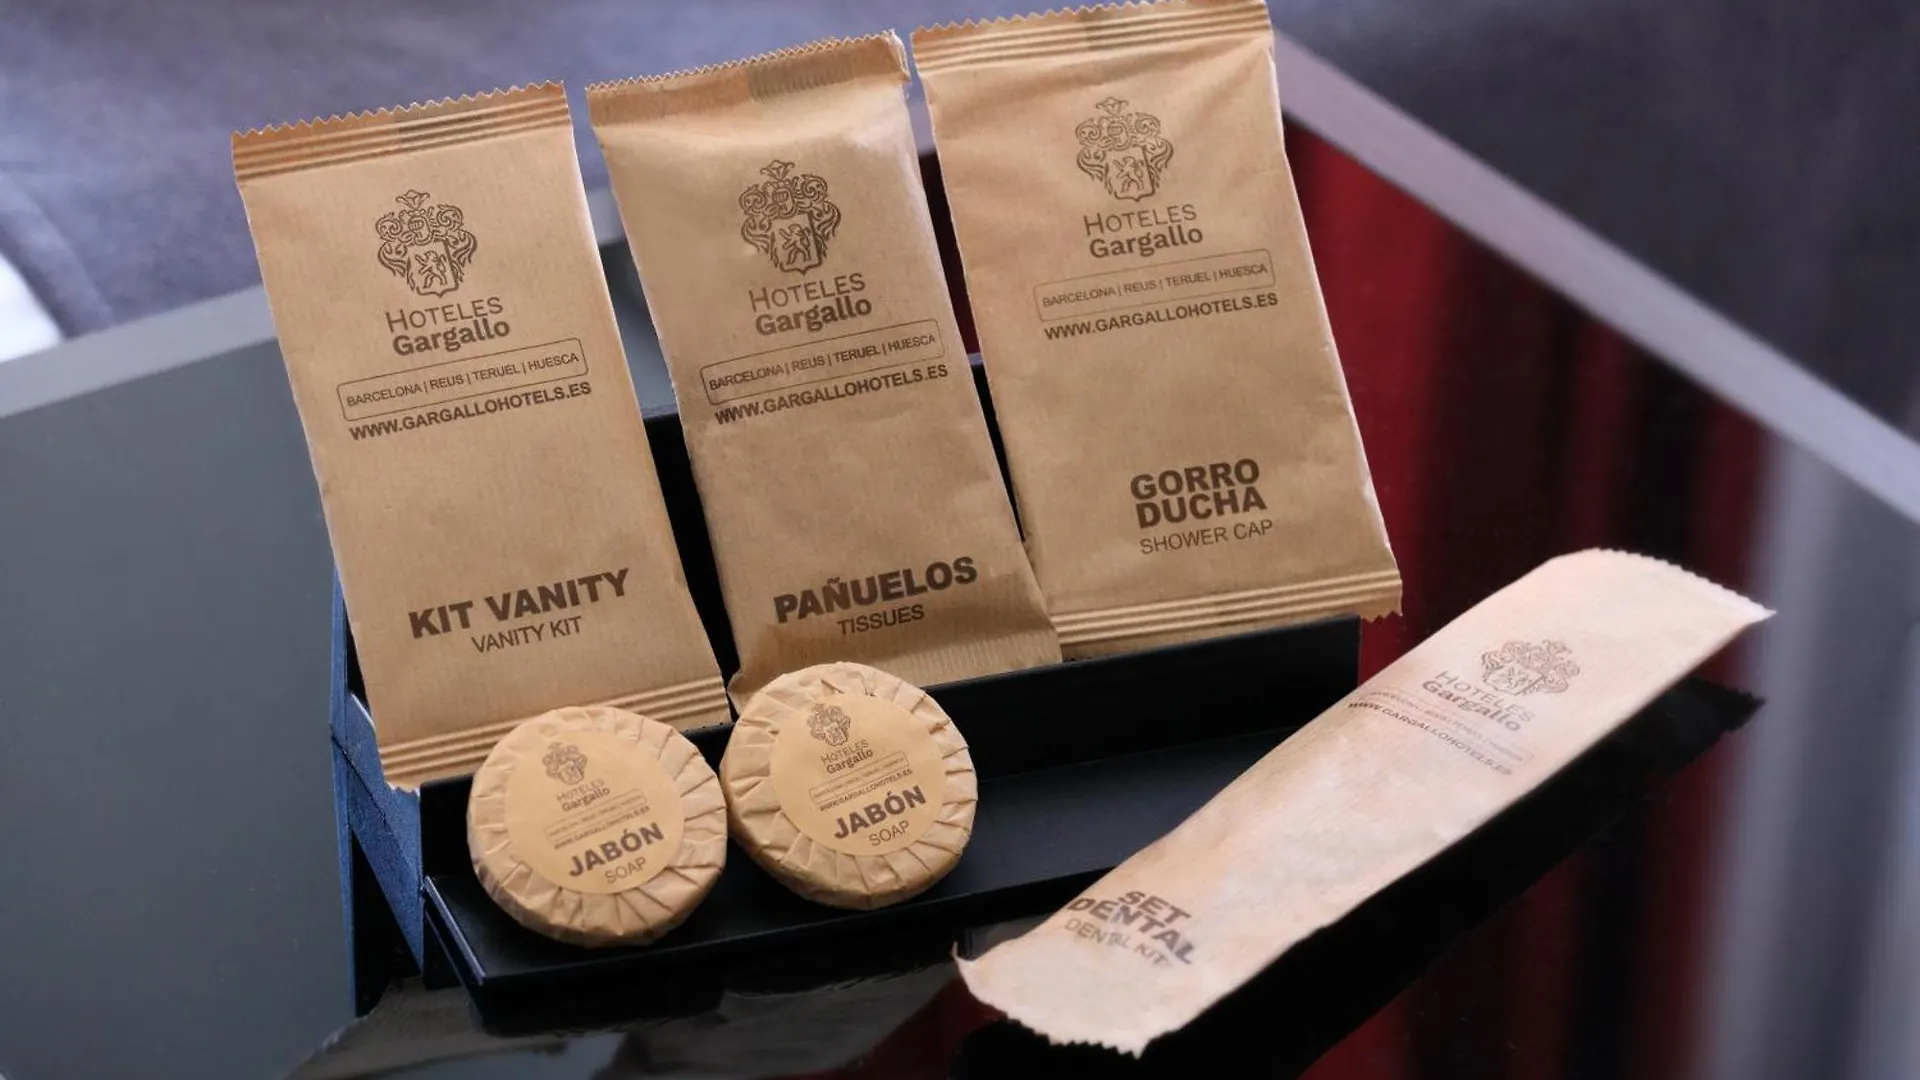 HOTELES
Gargallo
BARCELONA | REUS | TERUEL | HUESCA
WWW.GARGALLOHOTELS.ES
KIT VANITY
VANITY KIT
HOTELES
Gargallo
BARCELONA | REUS | TERUEL | HUESCA
WWW.GARGALLOHOTELS.ES
PAÑUELOS
TISSUES
HOTELES
Gargallo
BARCELONA | REUS | TERUEL | HUESCA
WWW.GARGALLOHOTELS.ES
GORRO
DUCHA
SHOWER CAP
HOTELES
Gargallo
WWW.GARGALLOHOTELS.ES
JABÓN
SOAP
HOTELES
Gargallo
WWW.GARGALLOHOTELS.ES
JABÓN
SOAP
HOTELES
Gargallo
WWW.GARGALLOHOTELS.ES
SET
DENTAL
DENTAL KIT